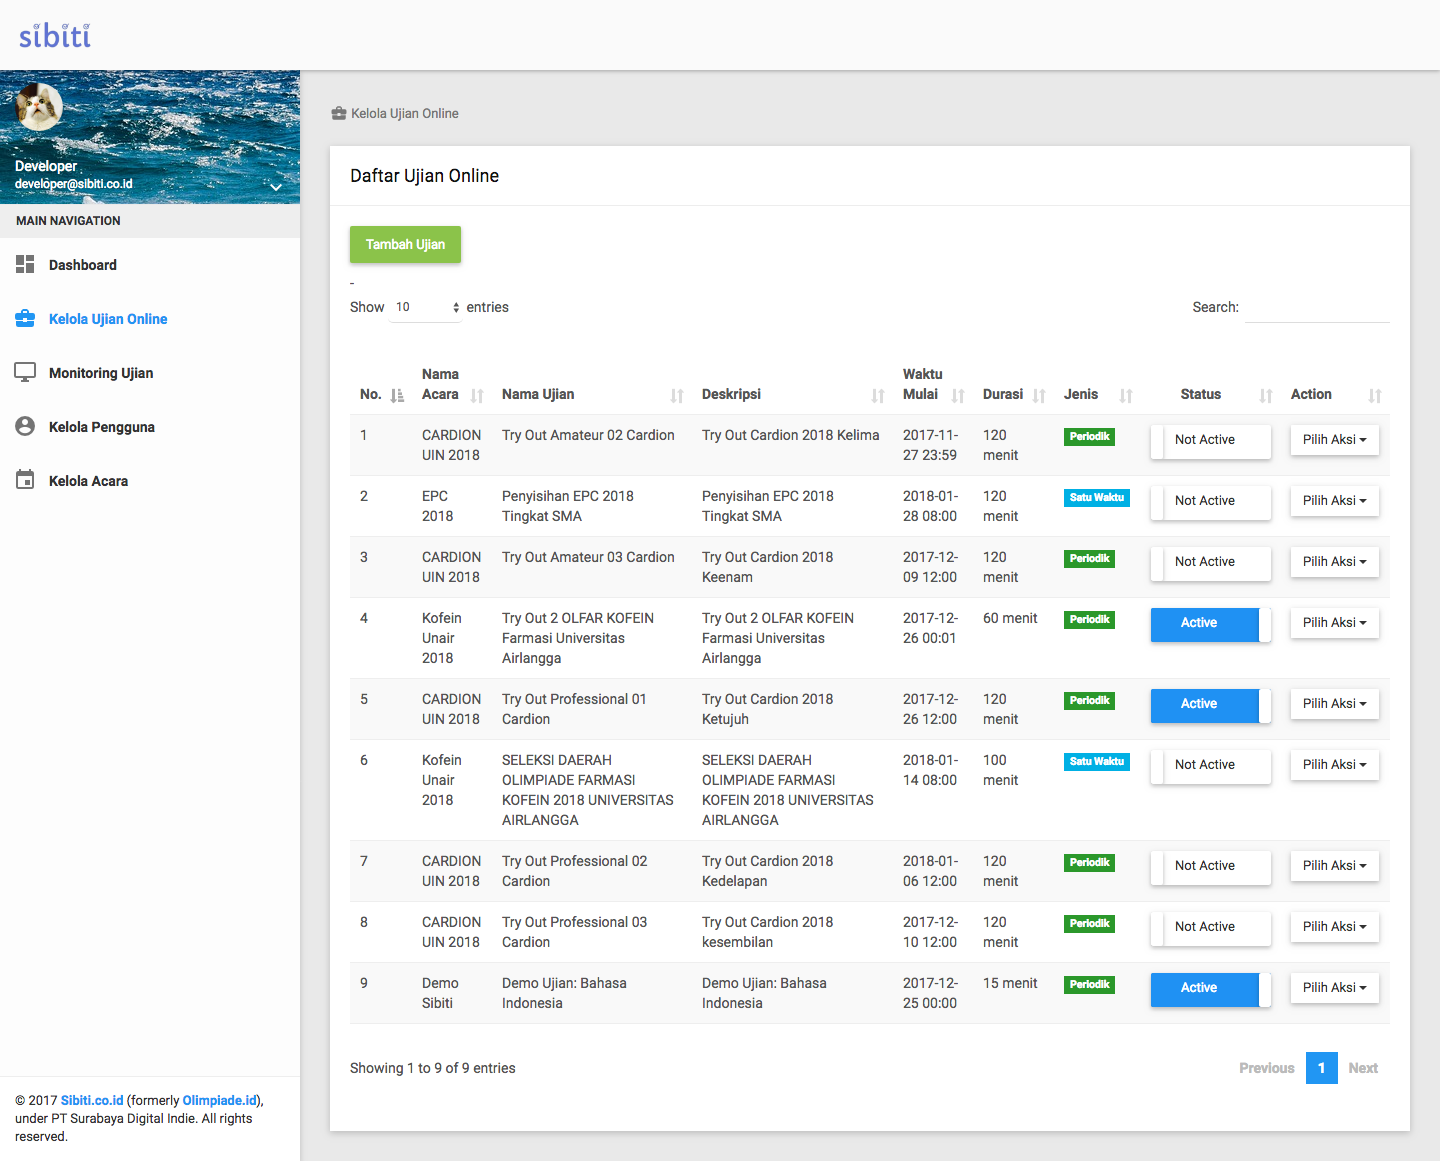 sibiti
Developer
developer@sibiti.co.id
MAIN NAVIGATION
Dashboard
Kelola Ujian Online
Monitoring Ujian
Kelola Pengguna
Kelola Acara
© 2017 Sibiti.co.id (formerly Olimpiade.id),
under PT Surabaya Digital Indie. All rights
reserved.
Kelola Ujian Online
Daftar Ujian Online
Tambah Ujian
-
Show 10 entries Search:
No. Nama Acara Nama Ujian Deskripsi Waktu Mulai Durasi Jenis Status Action
1 CARDION UIN 2018 Try Out Amateur 02 Cardion Try Out Cardion 2018 Kelima 2017-11-27 23:59 120 menit Periodik Not Active Pilih Aksi
2 EPC 2018 Penyisihan EPC 2018 Tingkat SMA Penyisihan EPC 2018 Tingkat SMA 2018-01-28 08:00 120 menit Satu Waktu Not Active Pilih Aksi
3 CARDION UIN 2018 Try Out Amateur 03 Cardion Try Out Cardion 2018 Keenam 2017-12-09 12:00 120 menit Periodik Not Active Pilih Aksi
4 Kofein Unair 2018 Try Out 2 OLFAR KOFEIN Farmasi Universitas Airlangga Try Out 2 OLFAR KOFEIN Farmasi Universitas Airlangga 2017-12-26 00:01 60 menit Periodik Active Pilih Aksi
5 CARDION UIN 2018 Try Out Professional 01 Cardion Try Out Cardion 2018 Ketujuh 2017-12-26 12:00 120 menit Periodik Active Pilih Aksi
6 Kofein Unair 2018 SELEKSI DAERAH OLIMPIADE FARMASI KOFEIN 2018 UNIVERSITAS AIRLANGGA SELEKSI DAERAH OLIMPIADE FARMASI KOFEIN 2018 UNIVERSITAS AIRLANGGA 2018-01-14 08:00 100 menit Satu Waktu Not Active Pilih Aksi
7 CARDION UIN 2018 Try Out Professional 02 Cardion Try Out Cardion 2018 Kedelapan 2018-01-06 12:00 120 menit Periodik Not Active Pilih Aksi
8 CARDION UIN 2018 Try Out Professional 03 Cardion Try Out Cardion 2018 kesembilan 2017-12-10 12:00 120 menit Periodik Not Active Pilih Aksi
9 Demo Sibiti Demo Ujian: Bahasa Indonesia Demo Ujian: Bahasa Indonesia 2017-12-25 00:00 15 menit Periodik Active Pilih Aksi
Showing 1 to 9 of 9 entries Previous 1 Next